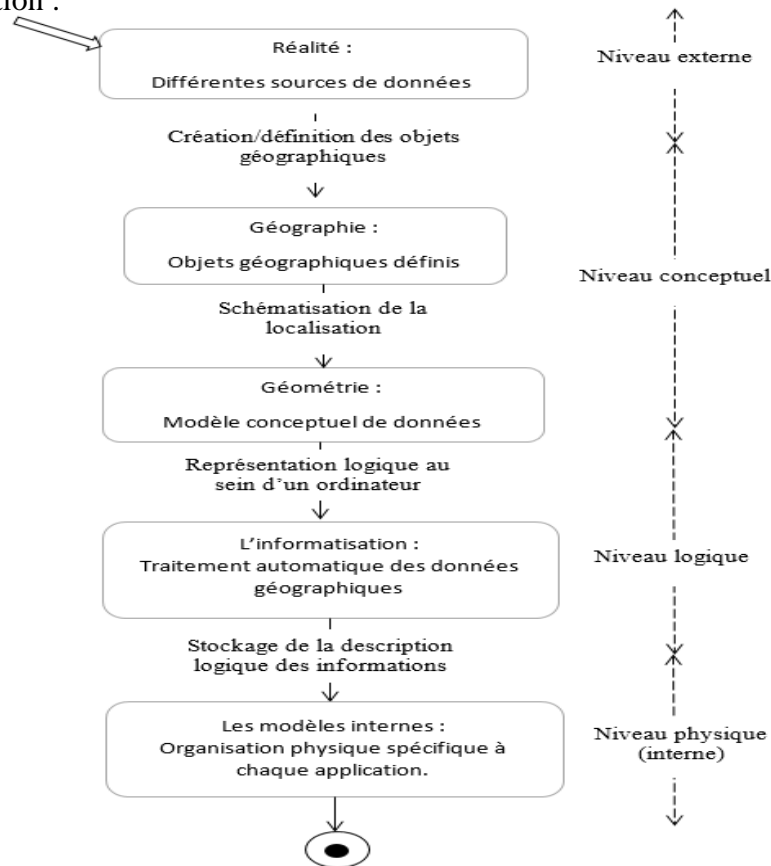 Réalité :
Différentes sources de données
Niveau externe
Création/définition des objets
géographiques
Géographie :
Objets géographiques définis
Niveau conceptuel
Schématisation de la
localisation
Géométrie :
Modèle conceptuel de données
Représentation logique au
sein d'un ordinateur
L'informatisation :
Traitement automatique des données
géographiques
Niveau logique
Stockage de la description
logique des informations
Les modèles internes :
Organisation physique spécifique à
chaque application.
Niveau physique
(interne)